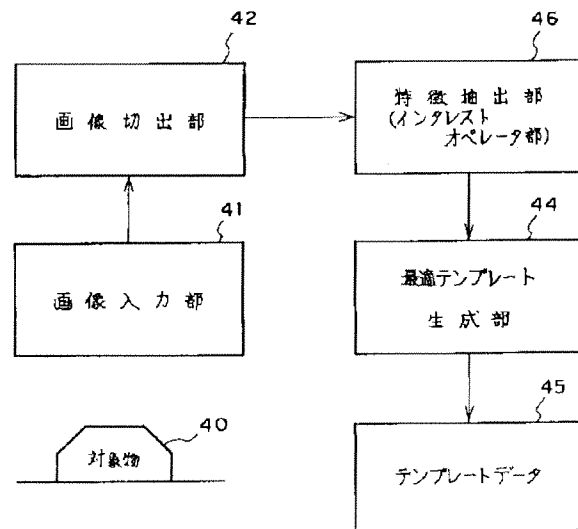 42
画像切出部
46
特徴抽出部
(インタレスト
オペレータ部)
41
画像入力部
44
最適テンプレート
生成部
40
対象物
45
テンプレートデータ